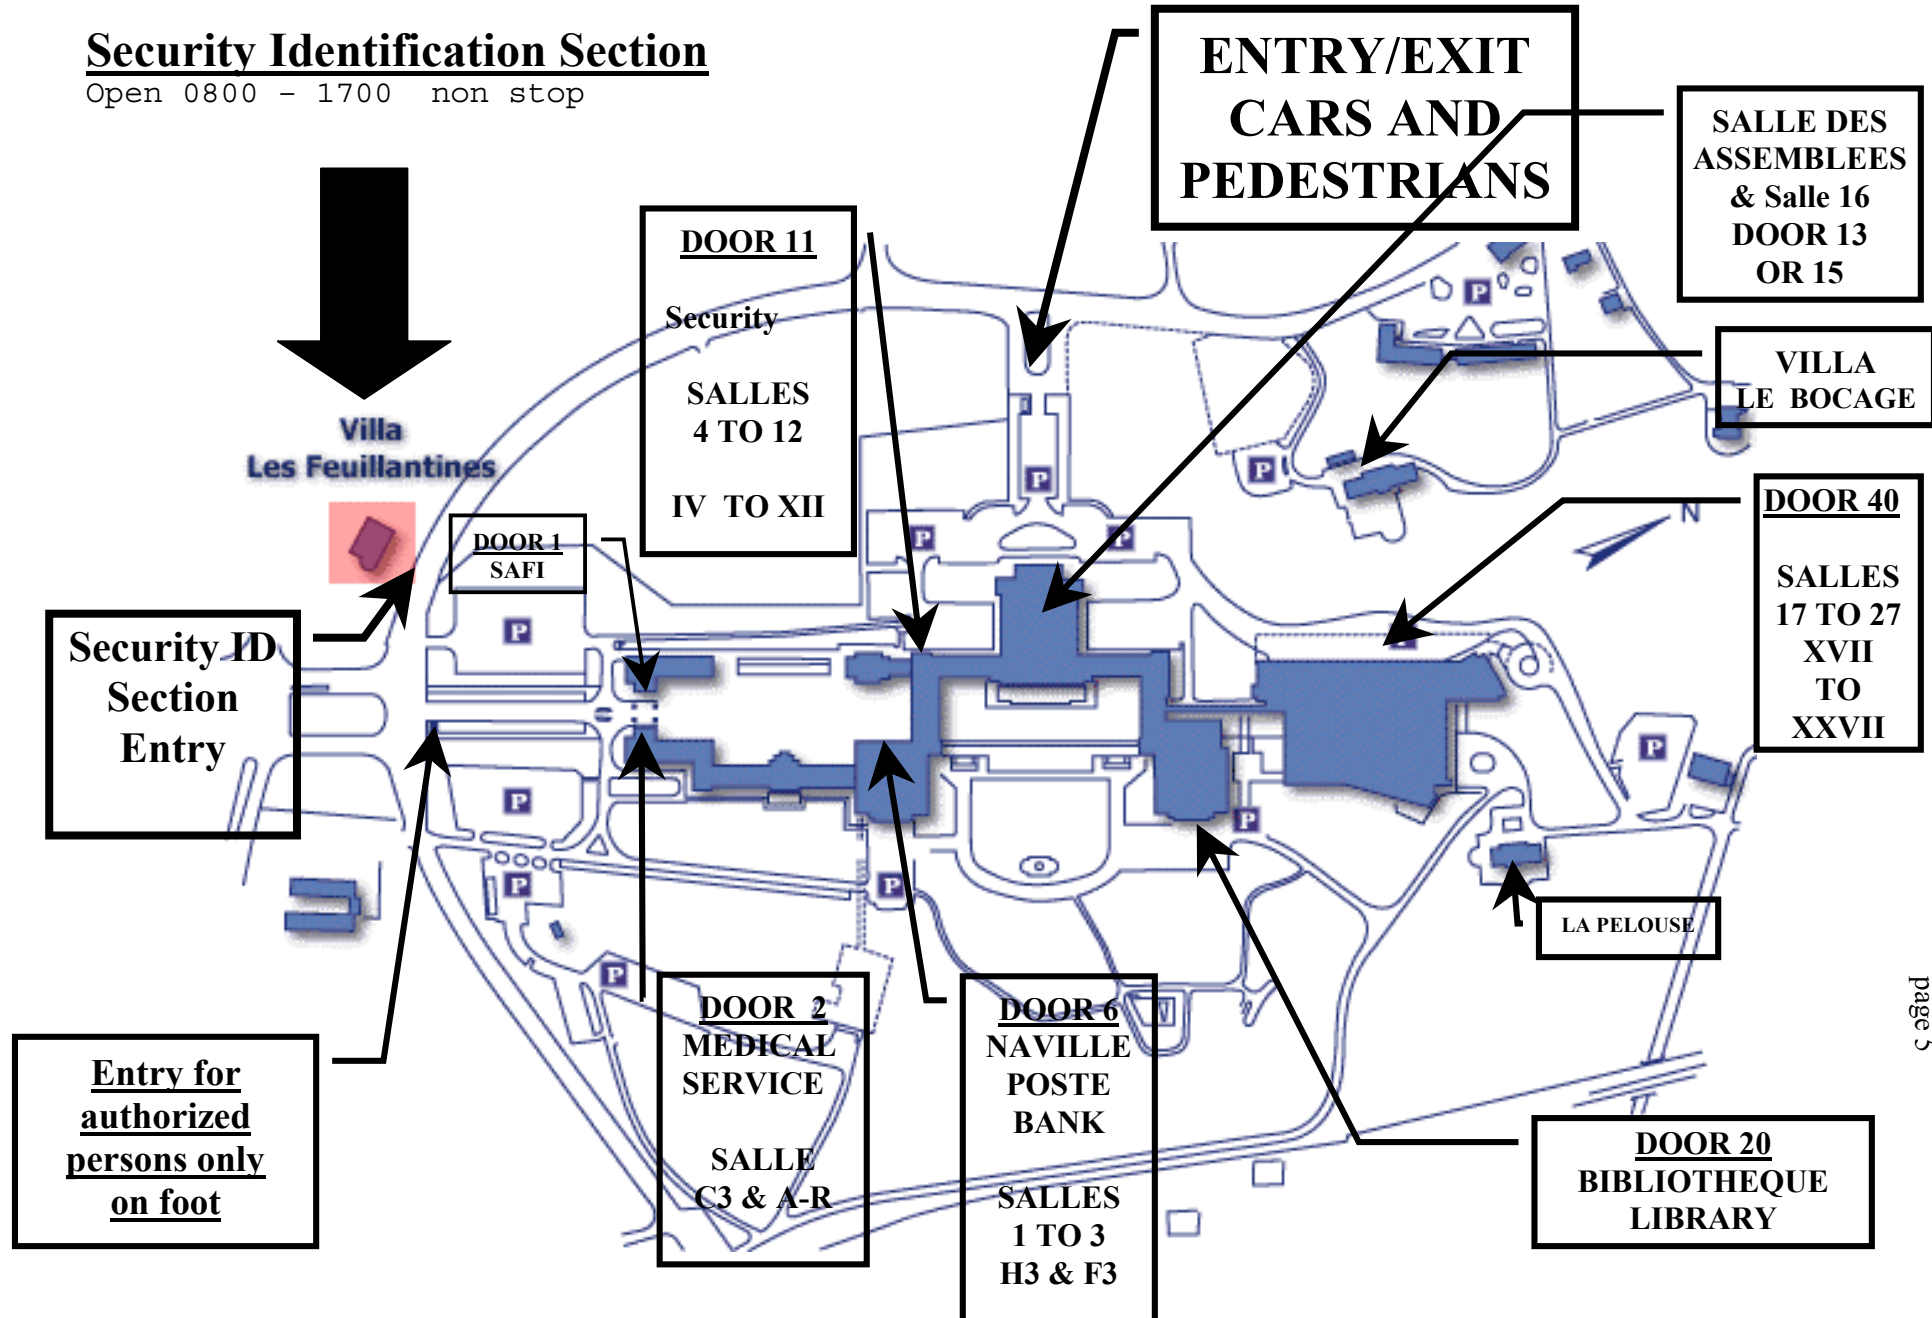 Security Identification Section
Open 0800 - 1700 non stop
ENTRY/EXIT
CARS AND
PEDESTRIANS
SALLE DES
ASSEMBLEES
& Salle 16
DOOR 13
OR 15
DOOR 11
Security
SALLES
4 TO 12
IV TO XII
VILLA
LE BOCAGE
Villa
Les Feuillantines
DOOR 1
SAFI
DOOR 40
SALLES
17 TO 27
XVII
TO
XXVII
N
Security ID
Section
Entry
P
P
P
P
P
P
P
P
P
P
P
P
P
P
LA PELOUSE
Entry for
authorized
persons only
on foot
DOOR 2
MEDICAL
SERVICE
SALLE
C3 & A-R
DOOR 6
NAVILLE
POSTE
BANK
SALLES
1 TO 3
H3 & F3
DOOR 20
BIBLIOTHEQUE
LIBRARY
page 5